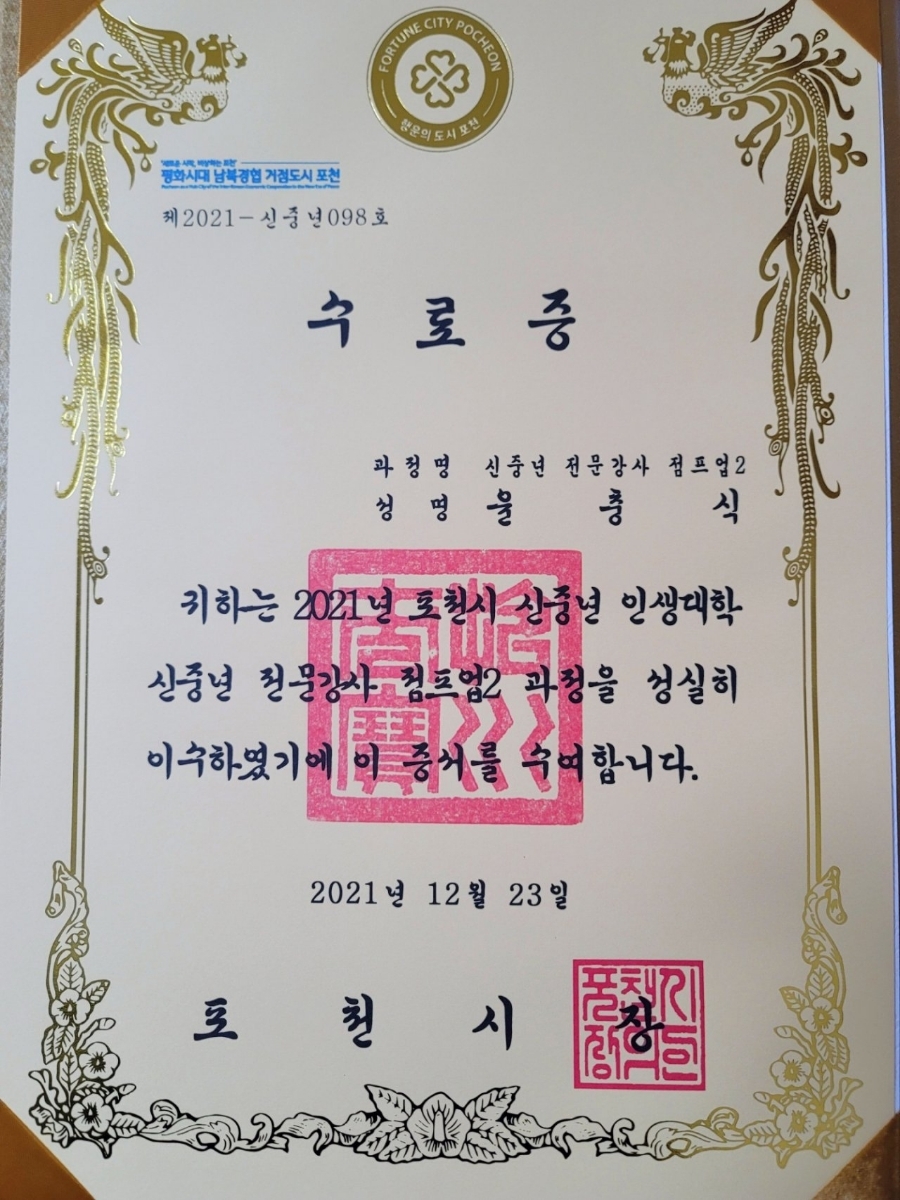 FORTUNE CITY POCHEON
행운의 도시 포천
평화시대 남북경협 거점도시 포천
제2021-신중년098호
수 료 증
과 정 명 신중년 전문강사 점프업2
성 명 윤 충 식
귀하는 2021년 포천시 신중년 인생대학
신중년 전문강사 점프업2 과정을 성실히
이수하였기에 이 증서를 수여합니다.
2021년 12월 23일
포 천 시 장